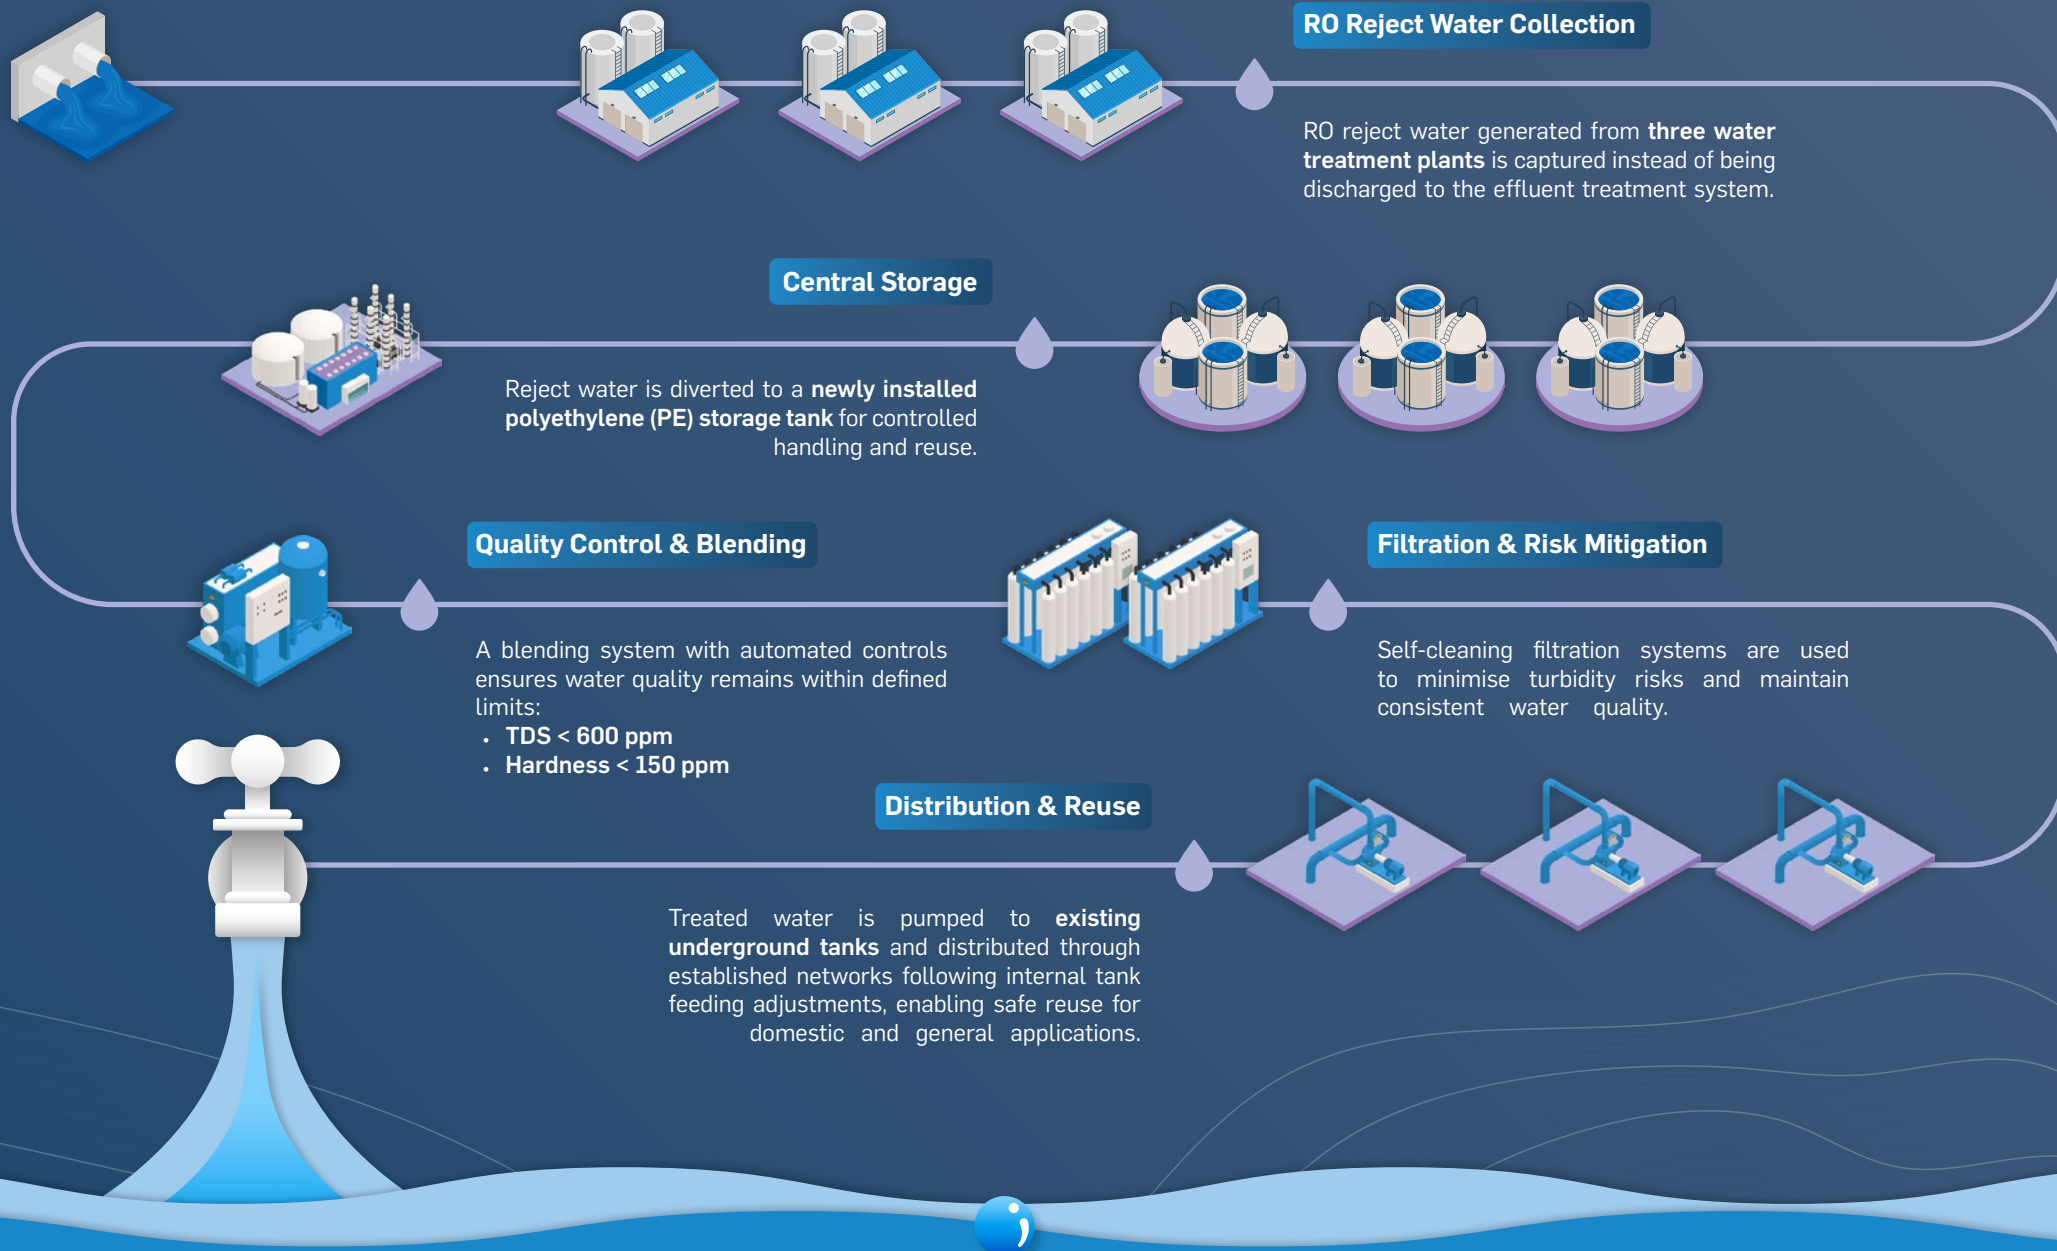 RO Reject Water Collection
RO reject water generated from three water
treatment plants is captured instead of being
discharged to the effluent treatment system.
Central Storage
Reject water is diverted to a newly installed
polyethylene (PE) storage tank for controlled
handling and reuse.
Quality Control & Blending
A blending system with automated controls
ensures water quality remains within defined
limits:
• TDS < 600 ppm
• Hardness < 150 ppm
Filtration & Risk Mitigation
Self-cleaning filtration systems are used
to minimise turbidity risks and maintain
consistent water quality.
Distribution & Reuse
Treated water is pumped to existing
underground tanks and distributed through
established networks following internal tank
feeding adjustments, enabling safe reuse for
domestic and general applications.